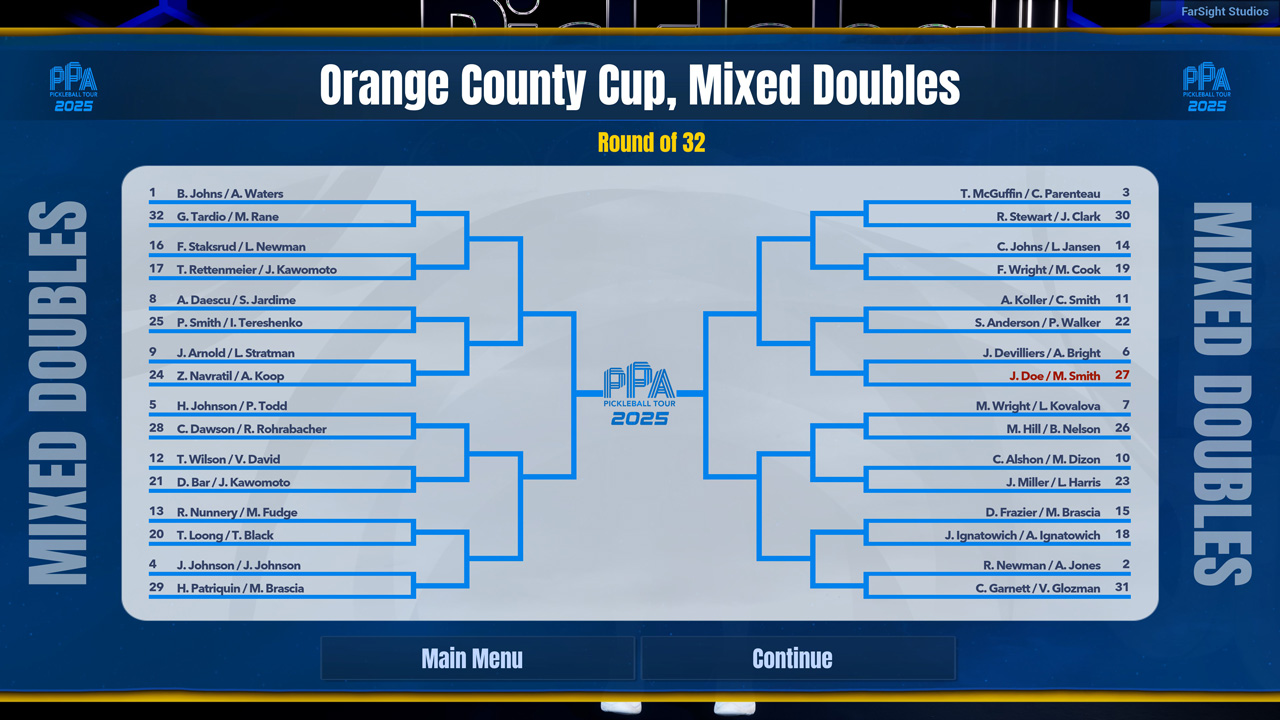 FarSight Studios
PPA
PICKLEBALL TOUR
2025
Orange County Cup, Mixed Doubles
PPA
PICKLEBALL TOUR
2025
Round of 32
MIXED DOUBLES
1 B. Johns / A. Waters
32 G. Tardio / M. Rane
16 F. Staksrud / L. Newman
17 T. Rettenmeier / J. Kawomoto
8 A. Daescu / S. Jardime
25 P. Smith / I. Tereshenko
9 J. Arnold / L. Stratman
24 Z. Navratil / A. Koop
5 H. Johnson / P. Todd
28 C. Dawson / R. Rohrabacher
12 T. Wilson / V. David
21 D. Bar / J. Kawomoto
13 R. Nunnery / M. Fudge
20 T. Loong / T. Black
4 J. Johnson / J. Johnson
29 H. Patriquin / M. Brascia
PPA
PICKLEBALL TOUR
2025
T. McGuffin / C. Parenteau 3
R. Stewart / J. Clark 30
C. Johns / L. Jansen 14
F. Wright / M. Cook 19
A. Koller / C. Smith 11
S. Anderson / P. Walker 22
J. Devilliers / A. Bright 6
J. Doe / M. Smith 27
M. Wright / L. Kovalova 7
M. Hill / B. Nelson 26
C. Alshon / M. Dizon 10
J. Miller / L. Harris 23
D. Frazier / M. Brascia 15
J. Ignatowich / A. Ignatowich 18
R. Newman / A. Jones 2
C. Garnett / V. Glozman 31
MIXED DOUBLES
Main Menu
Continue